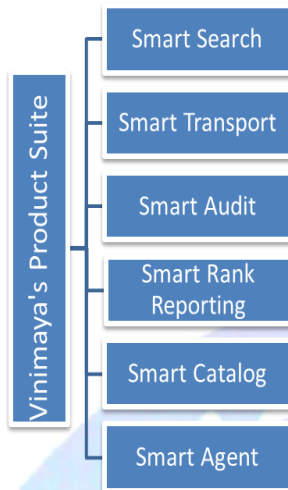 Vinimaya's Product Suite
Smart Search
Smart Transport
Smart Audit
Smart Rank
Reporting
Smart Catalog
Smart Agent